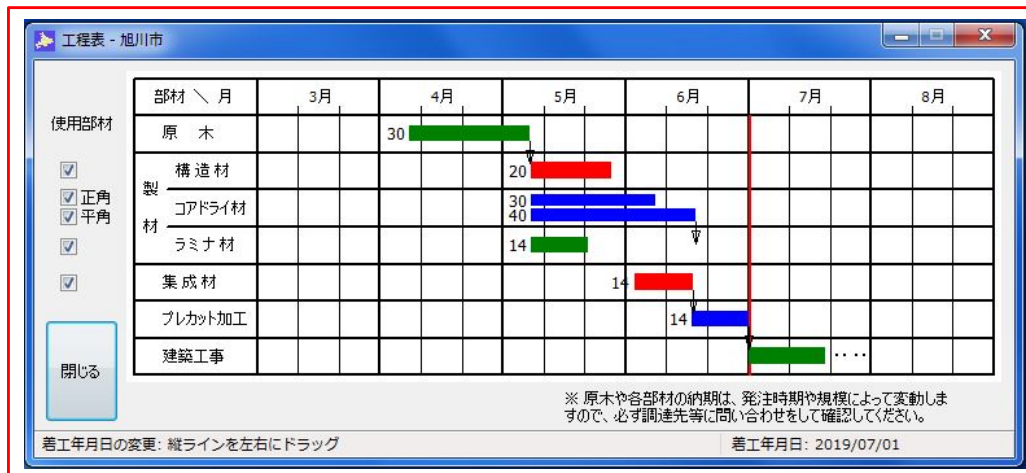 工程表 - 旭川市
部材 ＼ 月 3月 4月 5月 6月 7月 8月
使用部材
原 木 30
構造材 20
製材
正角
平角
コアドライ材 30
40
ラミナ材 14
集成材 14
プレカット加工 14
建築工事 ‥‥
閉じる
※ 原木や各部材の納期は、発注時期や規模によって変動しま
すので、必ず調達先等に問い合わせをして確認してください。
着工年月日の変更: 縦ラインを左右にドラッグ 着工年月日: 2019/07/01